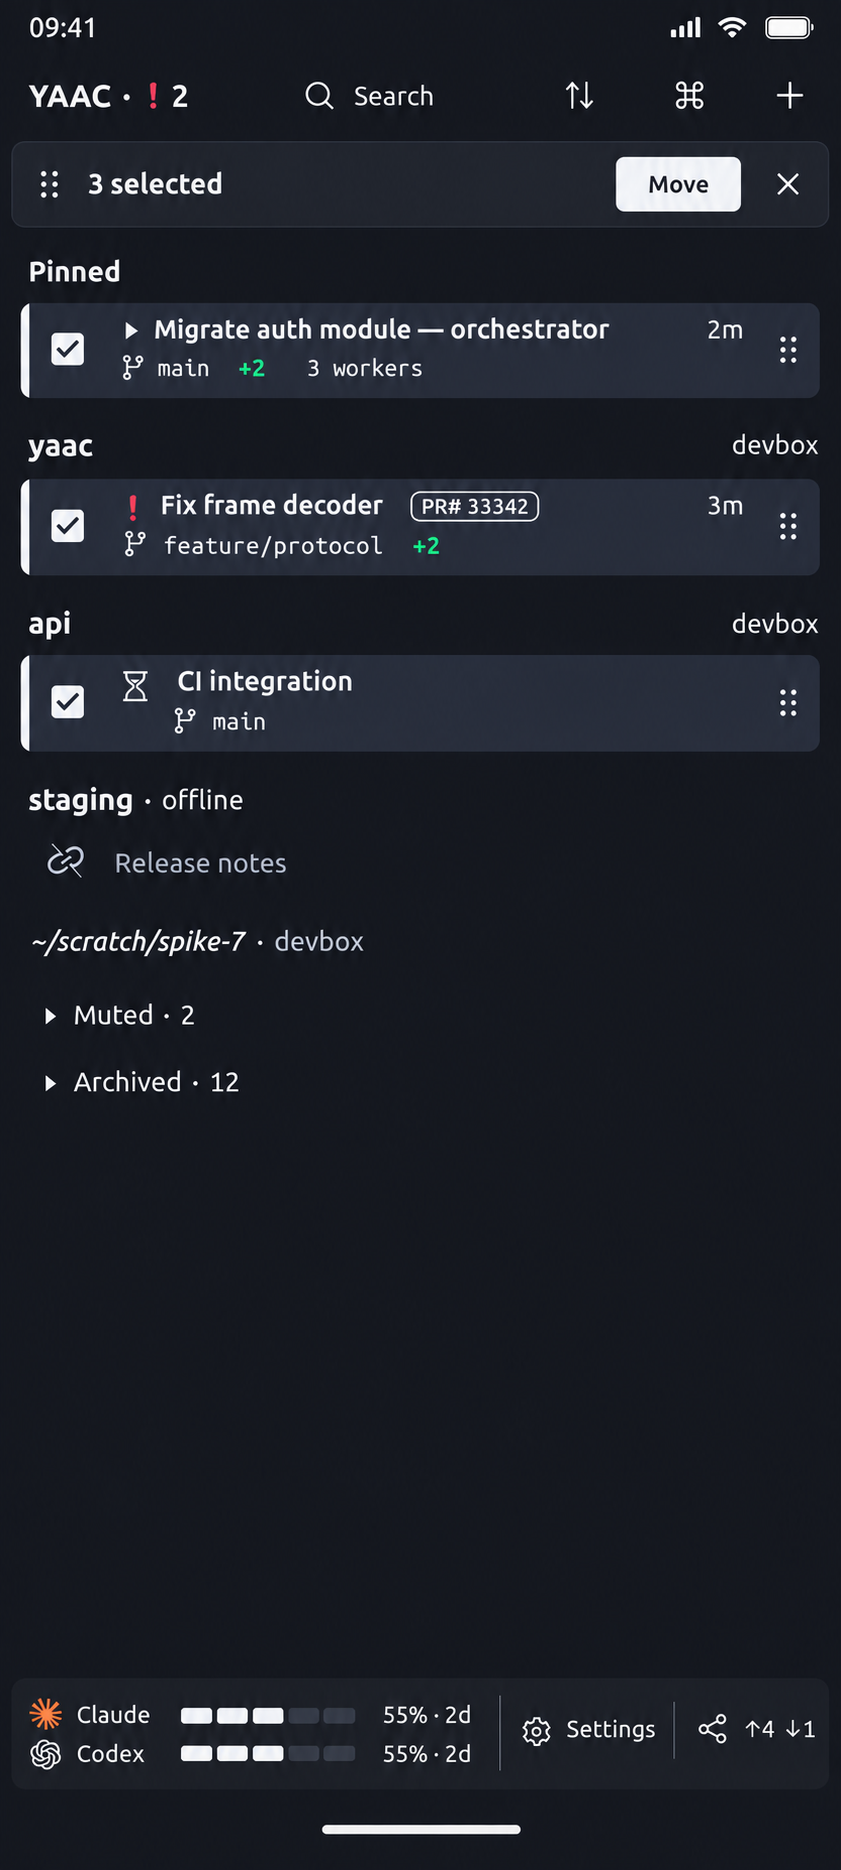 09:41
YAAC · ❗ 2 Search
3 selected Move
Pinned
Migrate auth module — orchestrator 2m
main +2 3 workers
yaac devbox
❗ Fix frame decoder PR# 33342 3m
feature/protocol +2
api devbox
CI integration
main
staging · offline
Release notes
~/scratch/spike-7 · devbox
Muted · 2
Archived · 12
Claude 55% · 2d
Codex 55% · 2d
Settings ↑4 ↓1